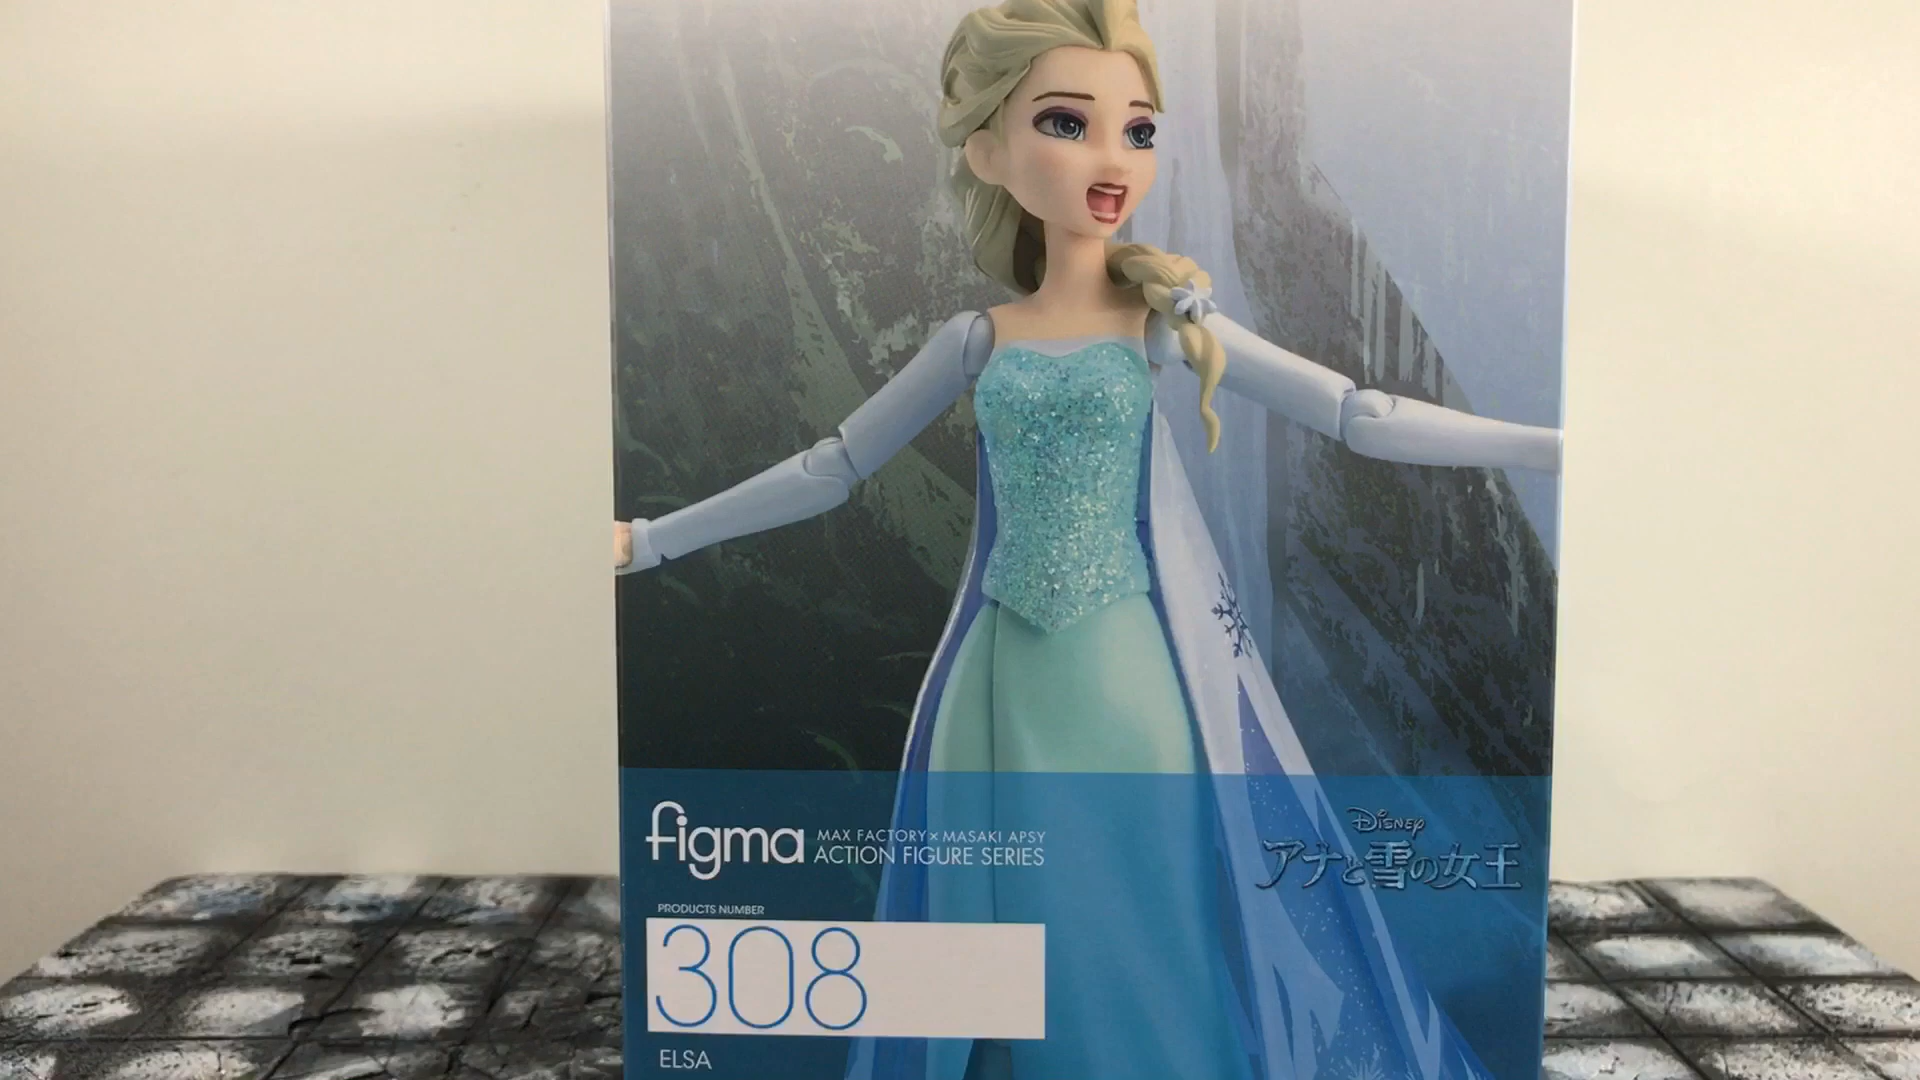 figma
MAX FACTORY×MASAKI APSY
ACTION FIGURE SERIES
Disney
アナと雪の女王
PRODUCTS NUMBER
308
ELSA